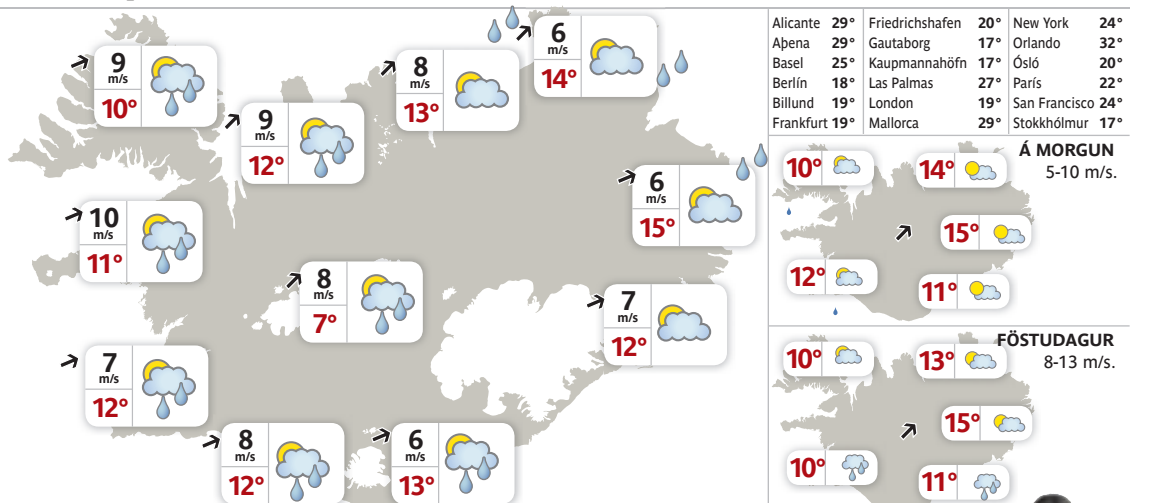 9
m/s
10°
9
m/s
12°
8
m/s
13°
6
m/s
14°
10
m/s
11°
6
m/s
15°
8
m/s
7°
7
m/s
12°
7
m/s
12°
8
m/s
12°
6
m/s
13°
Alicante 29° Friedrichshafen 20° New York 24°
Aþena 29° Gautaborg 17° Orlando 32°
Basel 25° Kaupmannahöfn 17° Ósló 20°
Berlín 18° Las Palmas 27° París 22°
Billund 19° London 19° San Francisco 24°
Frankfurt 19° Mallorca 29° Stokkhólmur 17°
Á MORGUN
5-10 m/s.
10°
14°
15°
12°
11°
FÖSTUDAGUR
8-13 m/s.
10°
13°
15°
10°
11°